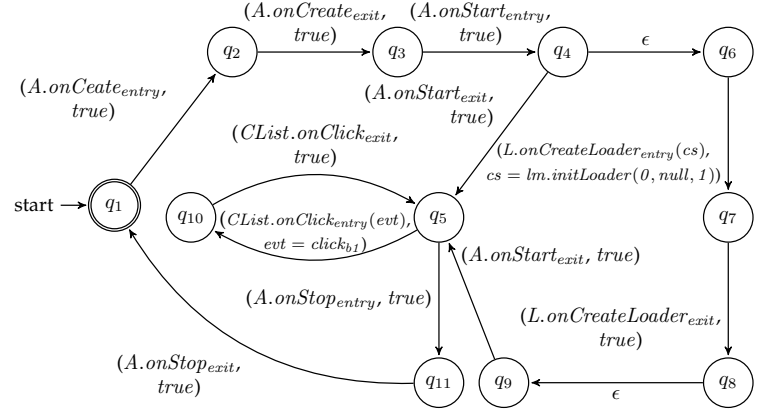 (A.onCreate_exit, (A.onStart_entry,
true) true)
q2 q3 q4 ϵ q6
(A.onCeate_entry,
true)
(A.onStart_exit,
true)
(CList.onClick_exit,
true)
(L.onCreateLoader_entry(cs),
cs = lm.initLoader(0, null, 1))
start q1 q10 q5 q7
(CList.onClick_entry(evt),
evt = click_b1)
(A.onStart_exit, true)
(A.onStop_entry, true)
(L.onCreateLoader_exit,
true)
(A.onStop_exit,
true)
q11 q9 ϵ q8